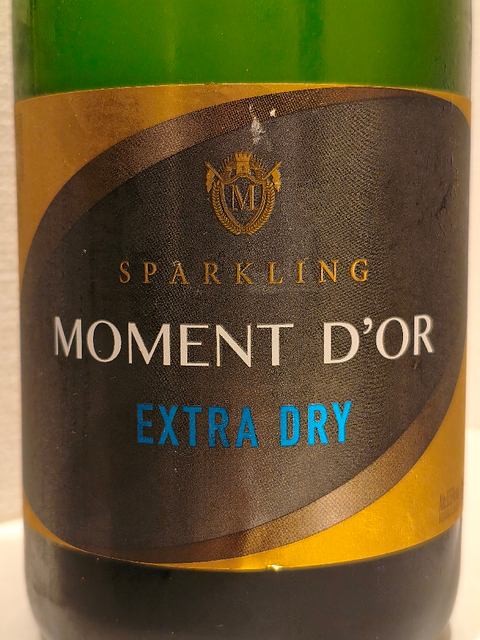 M
SPARKLING
MOMENT D'OR
EXTRA DRY